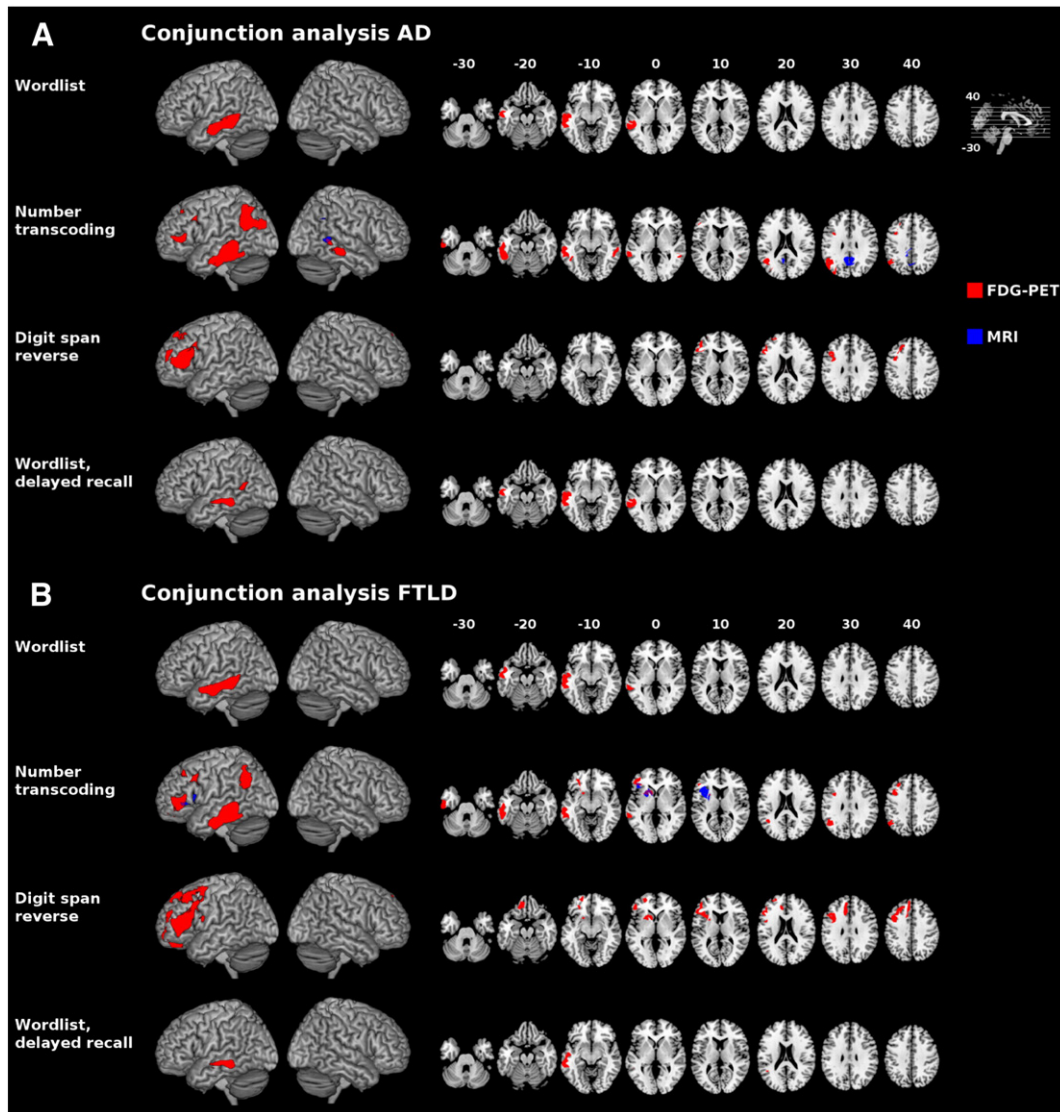 A
Conjunction analysis AD
Wordlist
-30 -20 -10 0 10 20 30 40
40
-30
Number
transcoding
FDG-PET
MRI
Digit span
reverse
Wordlist,
delayed recall
B
Conjunction analysis FTLD
Wordlist
-30 -20 -10 0 10 20 30 40
Number
transcoding
Digit span
reverse
Wordlist,
delayed recall